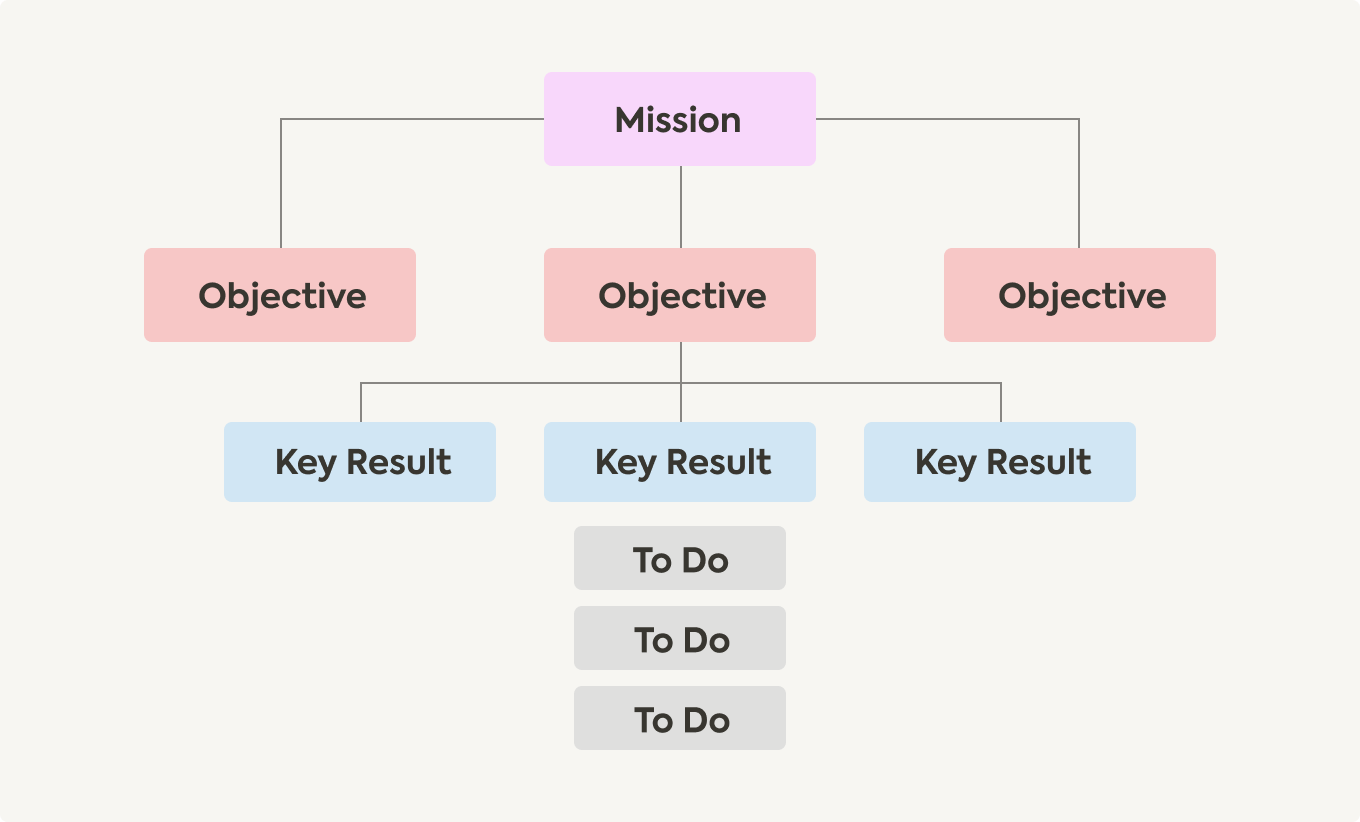 Mission
Objective
Objective
Objective
Key Result
Key Result
Key Result
To Do
To Do
To Do